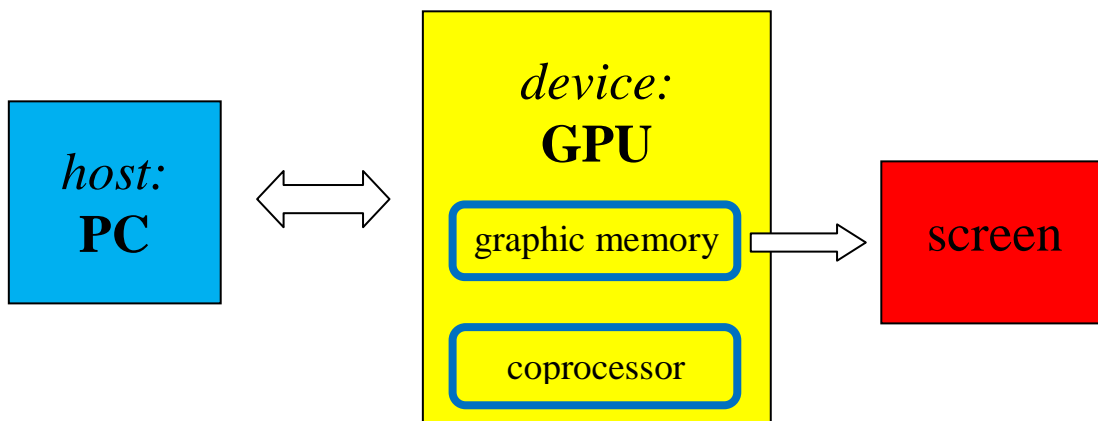 host:
PC
device:
GPU
graphic memory
coprocessor
screen